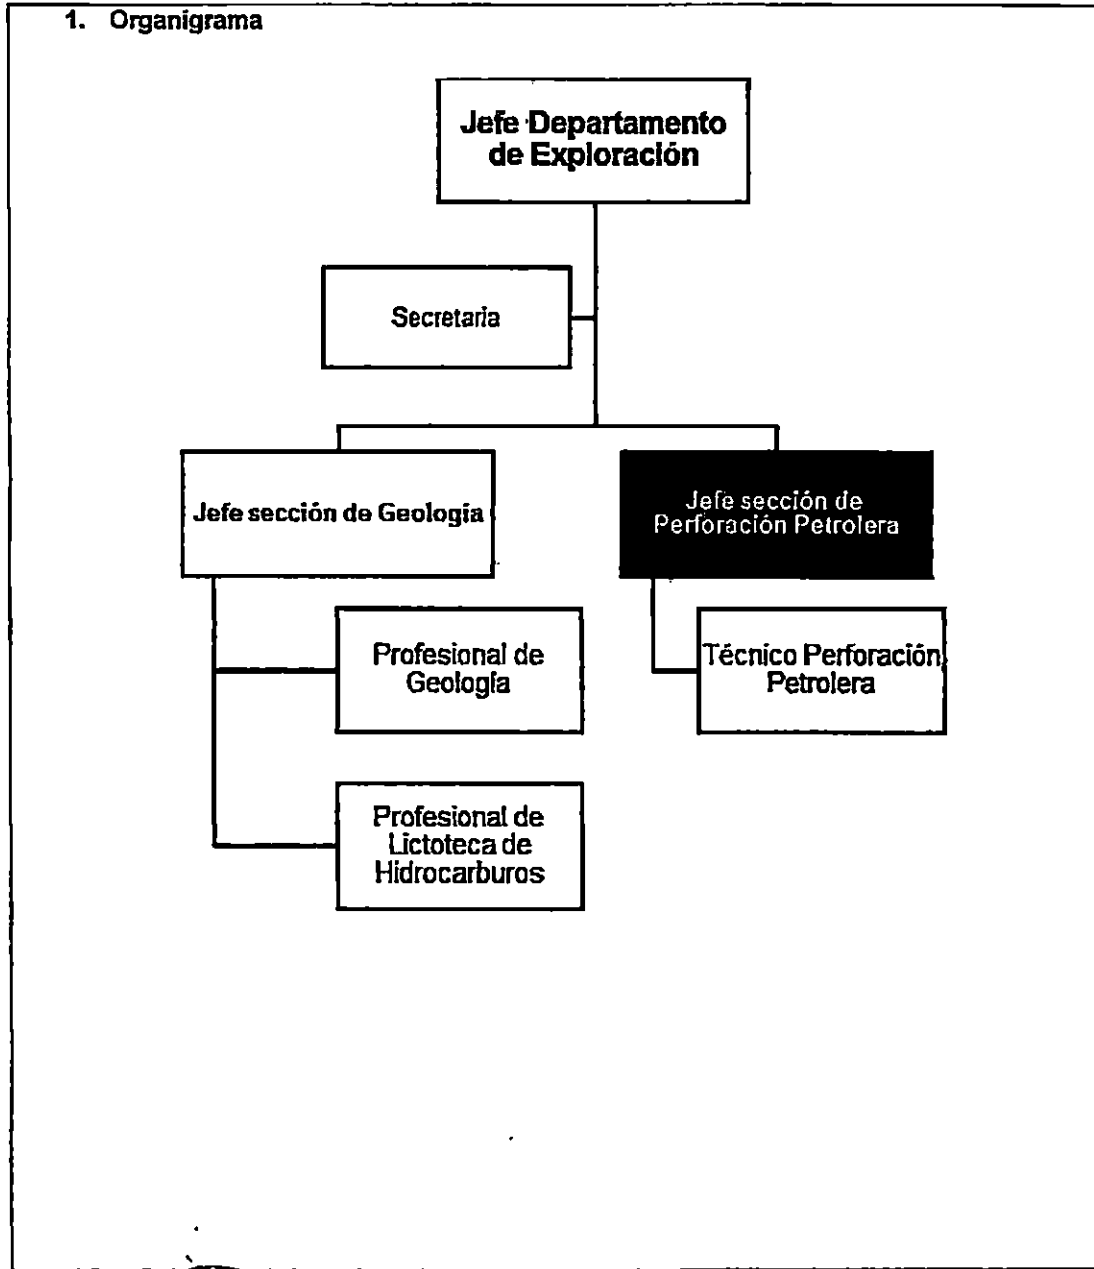 1. Organigrama
Jefe Departamento
de Exploración
Secretaria
Jefe sección de Geología
Jefe sección de
Perforación Petrolera
Profesional de
Geología
Técnico Perforación
Petrolera
Profesional de
Lictoteca de
Hidrocarburos